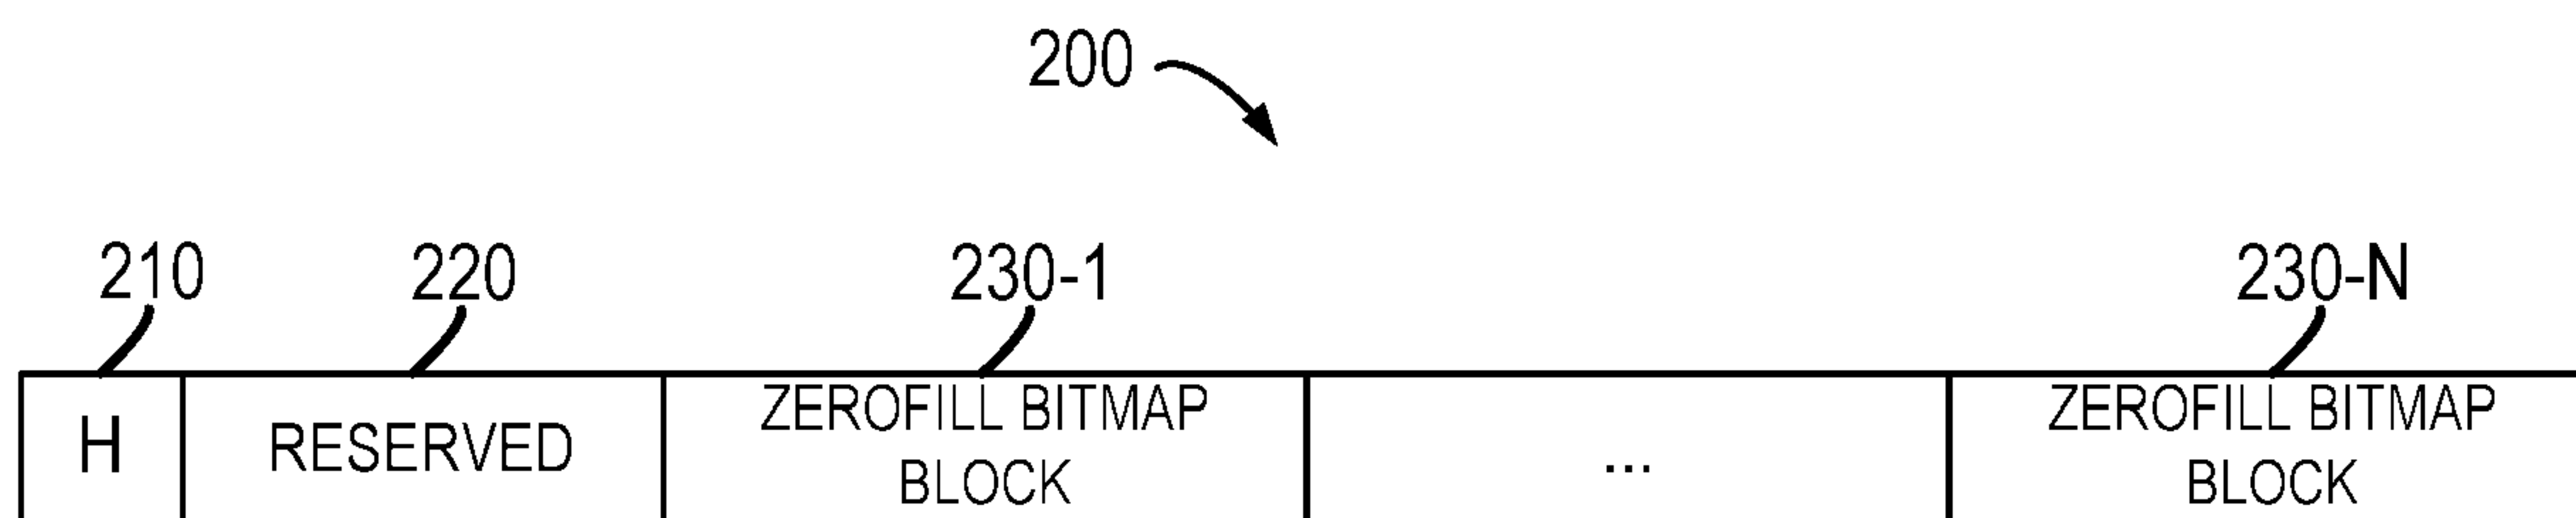 200
210
220
230-1
230-N
H
RESERVED
ZEROFILL BITMAP
BLOCK
...
ZEROFILL BITMAP
BLOCK